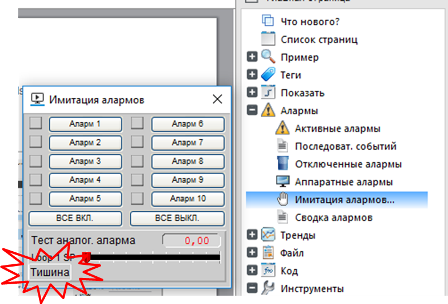 Что нового?
Список страниц
Пример
Теги
Показать
Алармы
Активные алармы
Последоват. событий
Отключенные алармы
Аппаратные алармы
Имитация алармов...
Сводка алармов
Тренды
Файл
Код
Инструменты
Имитация алармов
Аларм 1 Аларм 6
Аларм 2 Аларм 7
Аларм 3 Аларм 8
Аларм 4 Аларм 9
Аларм 5 Аларм 10
ВСЕ ВКЛ. ВСЕ ВЫКЛ.
Тест аналог. аларма 0,00
Loop 1 SP
Тишина